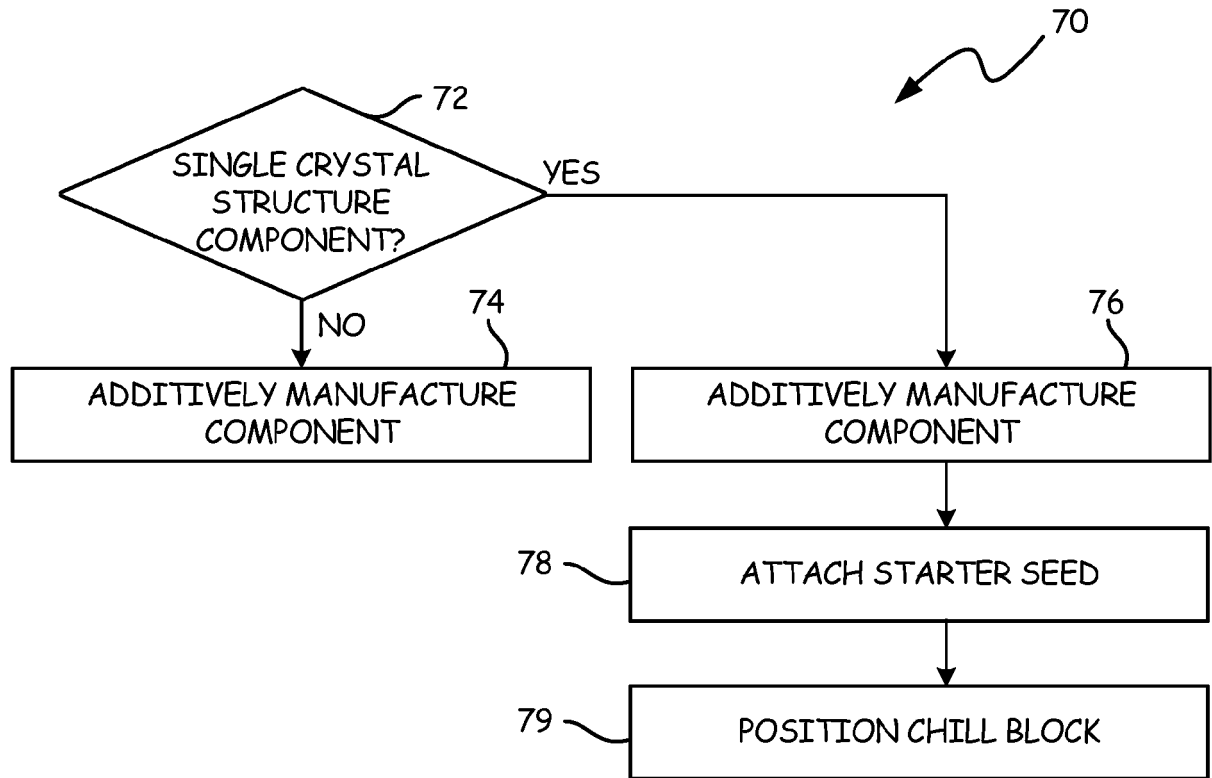 70
72
SINGLE CRYSTAL
STRUCTURE
COMPONENT?
YES
NO
74
ADDITIVELY MANUFACTURE
COMPONENT
76
ADDITIVELY MANUFACTURE
COMPONENT
78
ATTACH STARTER SEED
79
POSITION CHILL BLOCK